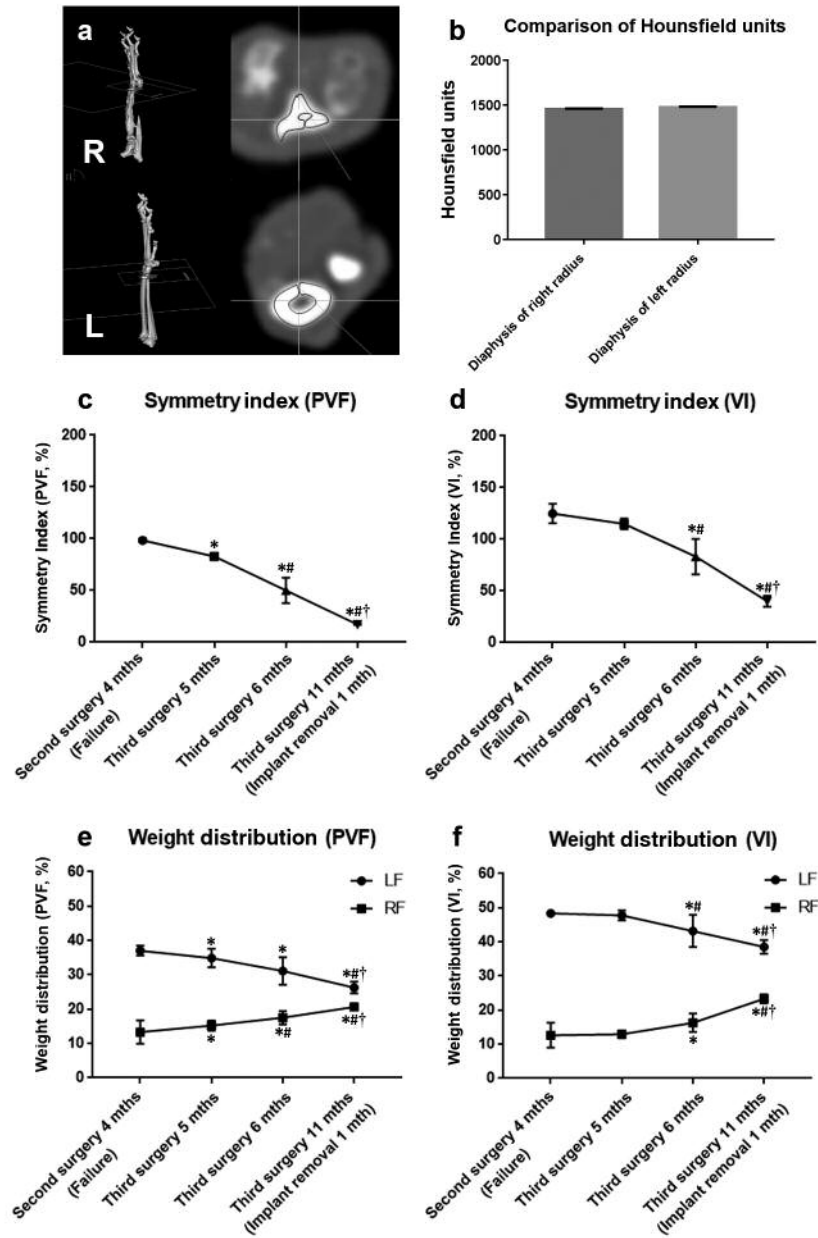 a
R
L
b
Comparison of Hounsfield units
Hounsfield units
2000
1500
1000
500
0
Diaphysis of right radius
Diaphysis of left radius
c
Symmetry index (PVF)
Symmetry Index (PVF, %)
200
150
100
50
0
*
*#
*#†
Second surgery 4 mths
(Failure)
Third surgery 5 mths
Third surgery 6 mths
Third surgery 11 mths
(Implant removal 1 mth)
d
Symmetry index (VI)
Symmetry Index (VI, %)
200
150
100
50
0
*#
*#†
Second surgery 4 mths
(Failure)
Third surgery 5 mths
Third surgery 6 mths
Third surgery 11 mths
(Implant removal 1 mth)
e
Weight distribution (PVF)
Weight distribution (PVF, %)
60
50
40
30
20
10
0
LF
RF
*
*
*#†
*
*#
*#†
Second surgery 4 mths
(Failure)
Third surgery 5 mths
Third surgery 6 mths
Third surgery 11 mths
(Implant removal 1 mth)
f
Weight distribution (VI)
Weight distribution (VI, %)
60
50
40
30
20
10
0
LF
RF
*#
*#†
*
*#†
Second surgery 4 mths
(Failure)
Third surgery 5 mths
Third surgery 6 mths
Third surgery 11 mths
(Implant removal 1 mth)